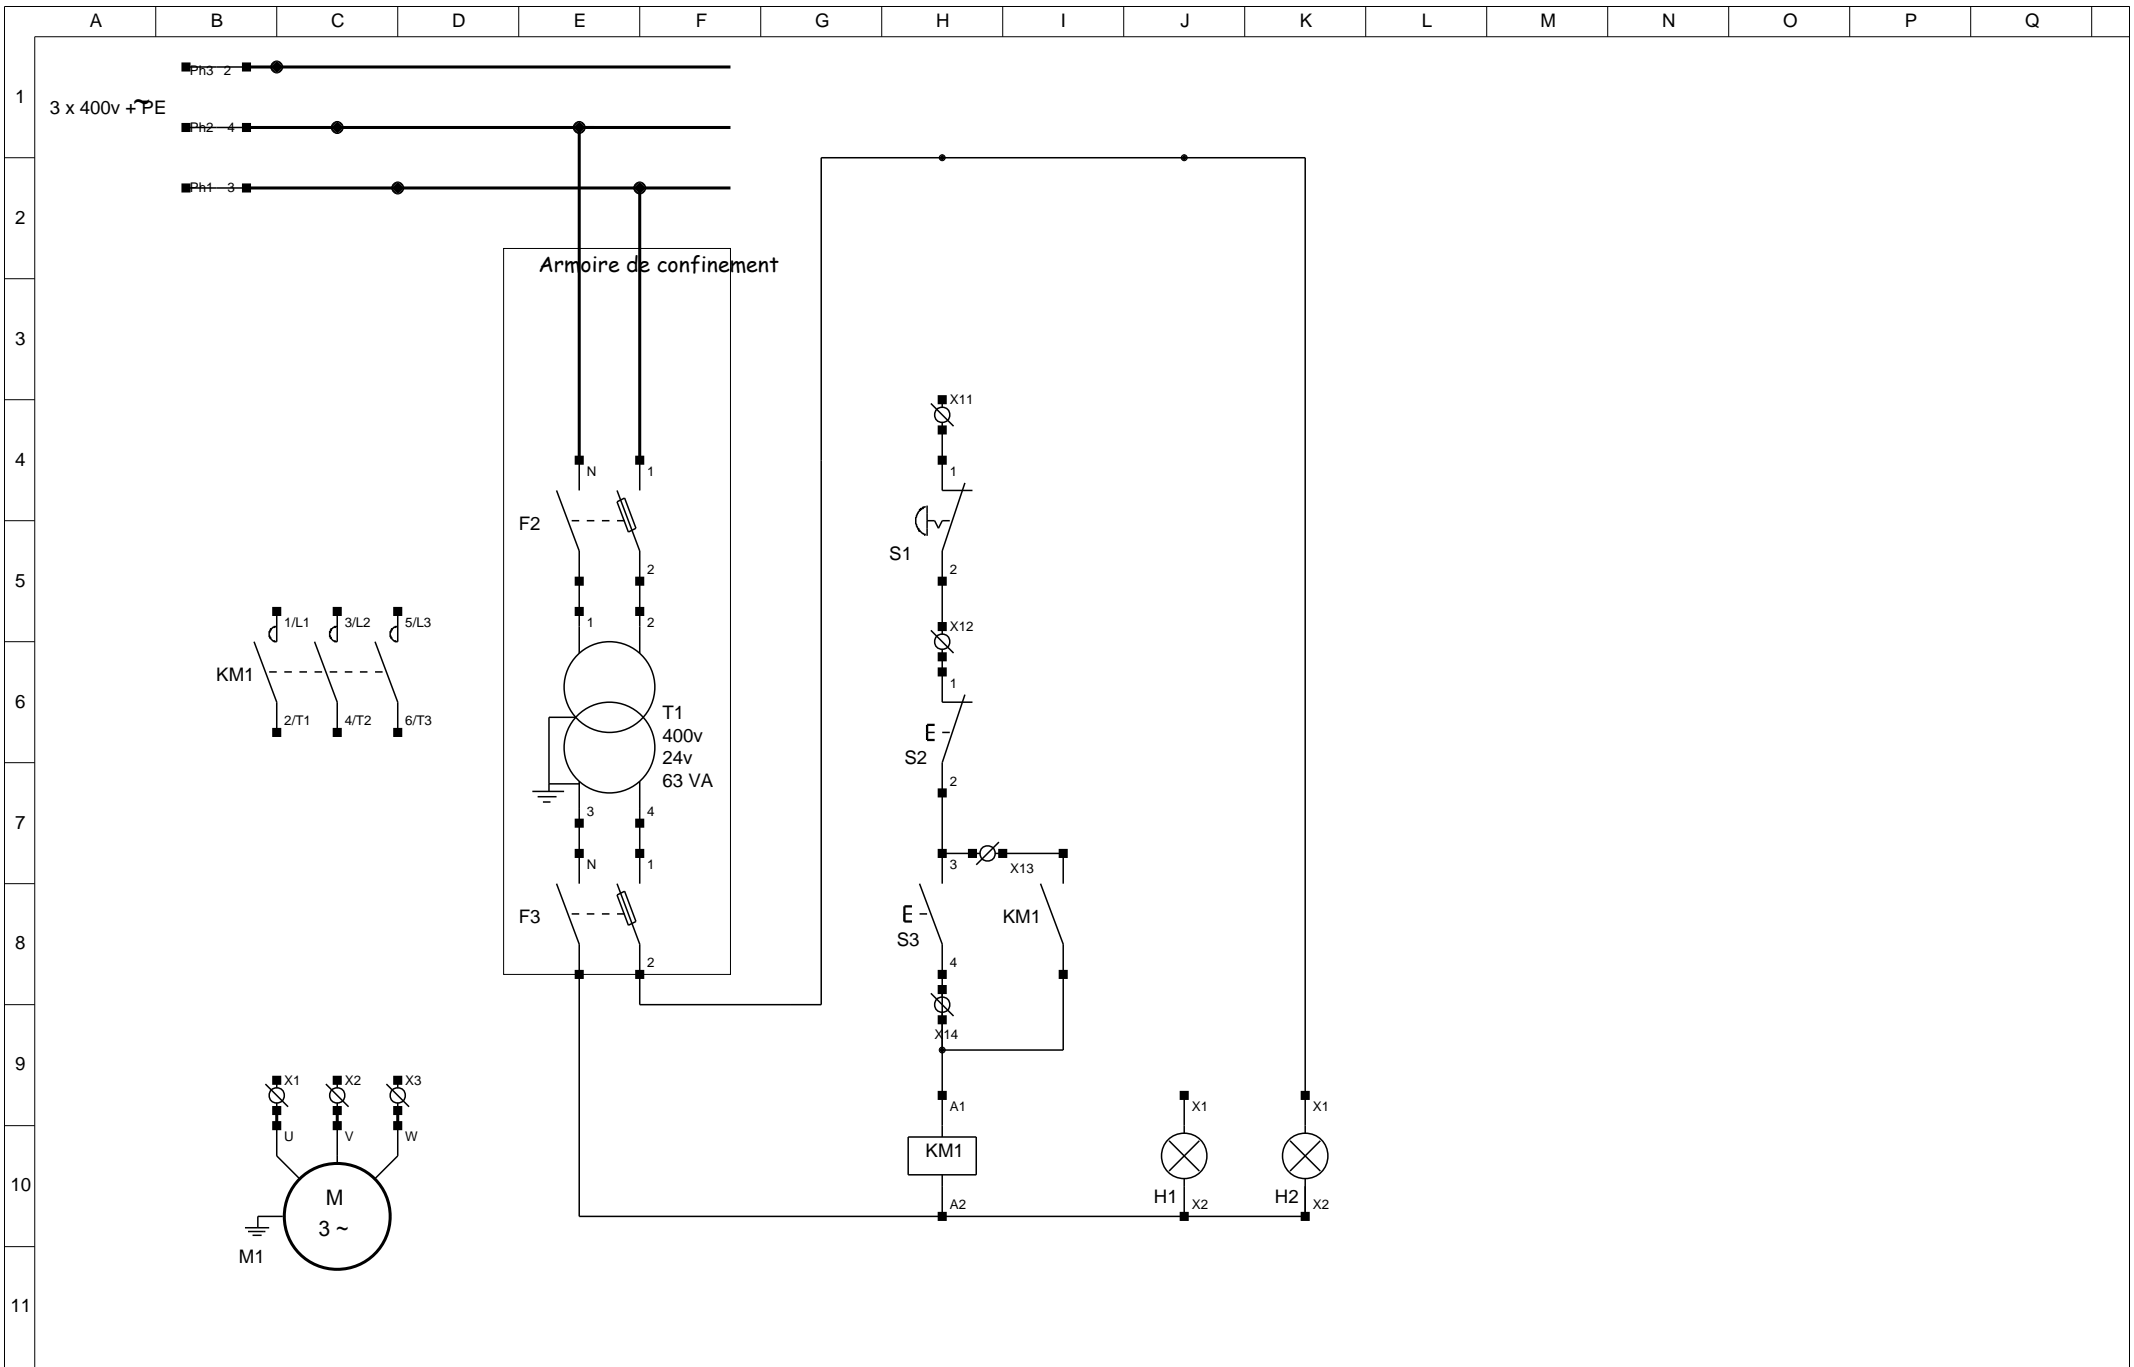 A B C D E F G H I J K L M N O P Q
1
Ph3 2
3 x 400v + PE
~
Ph2 4
Ph1 3
2
Armoire de confinement
3
X11
4
N 1 1
F2
S1
2 2
5
1/L1 3/L2 5/L3 1 2 X12
KM1
1
6
2/T1 4/T2 6/T3
T1
400v
24v
63 VA
E
S2
2
3 4
7
N 1 3 X13
F3
E
S3
KM1
8
2 4
X14
9
X1 X2 X3
A1 X1 X1
U V W
KM1
10
M
3 ~
H1 H2
A2 X2 X2
M1
11